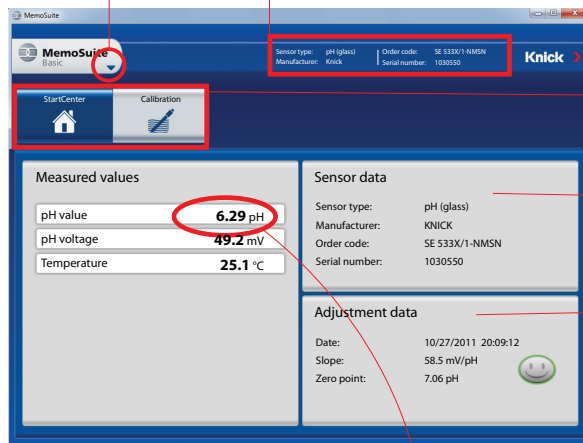 MemoSuite
MemoSuite
Basic
Sensor type: pH (glass) Order code: SE 533X/1-NMSN
Manufacturer: Knick Serial number: 1030550
Knick
StartCenter Calibration
Measured values
pH value 6.29 pH
pH voltage 49.2 mV
Temperature 25.1 °C
Sensor data
Sensor type: pH (glass)
Manufacturer: KNICK
Order code: SE 533X/1-NMSN
Serial number: 1030550
Adjustment data
Date: 10/27/2011 20:09:12
Slope: 58.5 mV/pH
Zero point: 7.06 pH